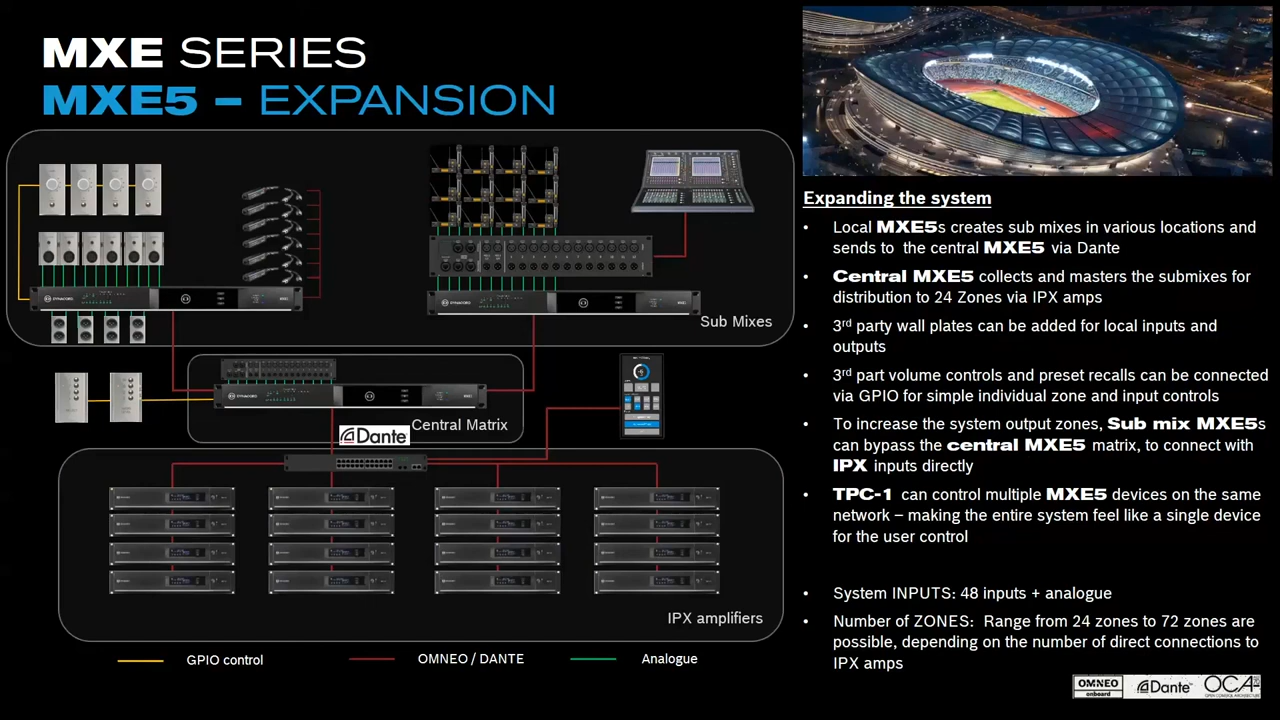 MXE SERIES
MXE5 – EXPANSION
Sub Mixes
Central Matrix
Dante
IPX amplifiers
GPIO control
OMNEO / DANTE
Analogue
Expanding the system
• Local MXE5s creates sub mixes in various locations and
sends to the central MXE5 via Dante
• Central MXE5 collects and masters the submixes for
distribution to 24 Zones via IPX amps
• 3rd party wall plates can be added for local inputs and
outputs
• 3rd part volume controls and preset recalls can be connected
via GPIO for simple individual zone and input controls
• To increase the system output zones, Sub mix MXE5s
can bypass the central MXE5 matrix, to connect with
IPX inputs directly
• TPC-1 can control multiple MXE5 devices on the same
network – making the entire system feel like a single device
for the user control
• System INPUTS: 48 inputs + analogue
• Number of ZONES: Range from 24 zones to 72 zones are
possible, depending on the number of direct connections to
IPX amps
OMNEO
onboard
Dante™
OCA
OPEN CONTROL ARCHITECTURE